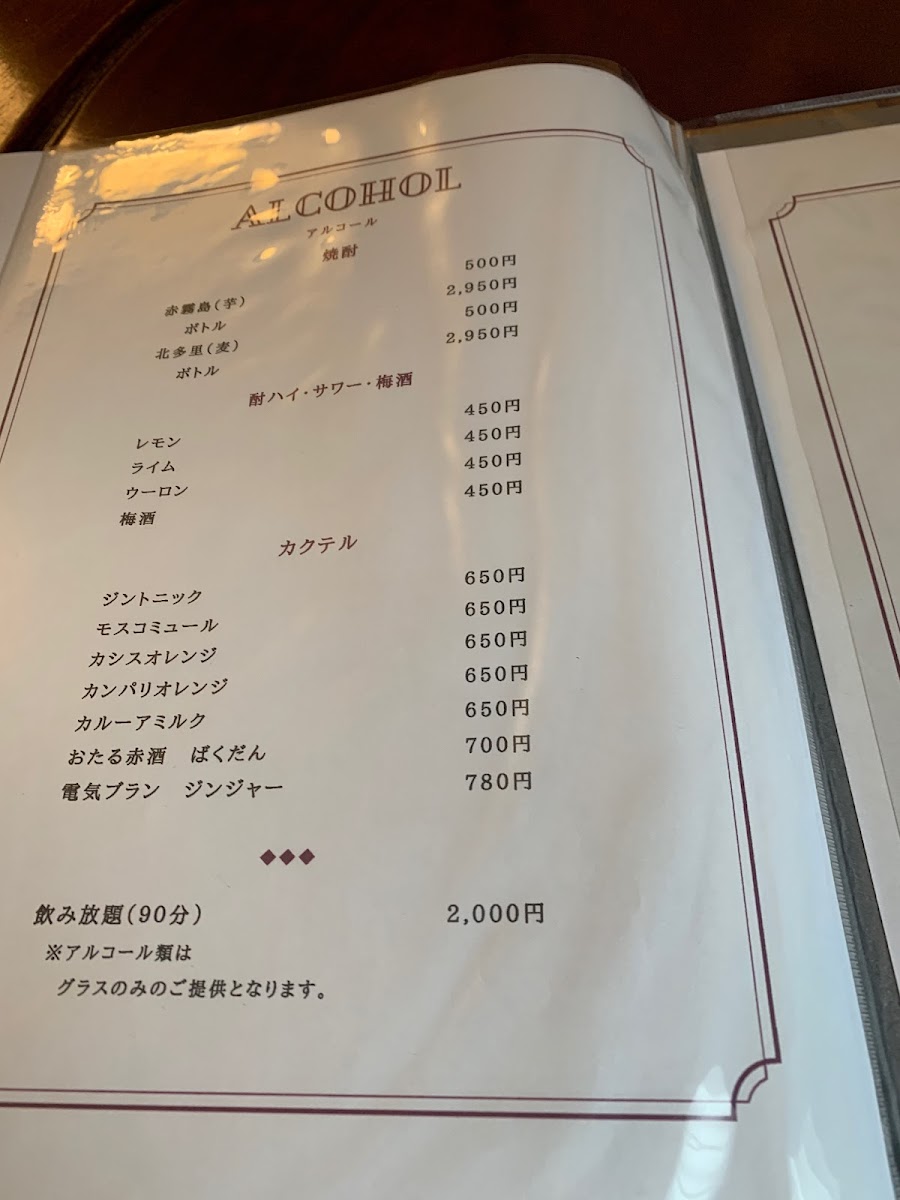 ALCOHOL
アルコール
焼酎
赤霧島(芋) 500円
ボトル 2,950円
北多里(麦) 500円
ボトル 2,950円
酎ハイ・サワー・梅酒
レモン 450円
ライム 450円
ウーロン 450円
梅酒 450円
カクテル
ジントニック 650円
モスコミュール 650円
カシスオレンジ 650円
カンパリオレンジ 650円
カルーアミルク 650円
おたる赤酒 ばくだん 700円
電気ブラン ジンジャー 780円
飲み放題(90分) 2,000円
※アルコール類は
グラスのみのご提供となります。